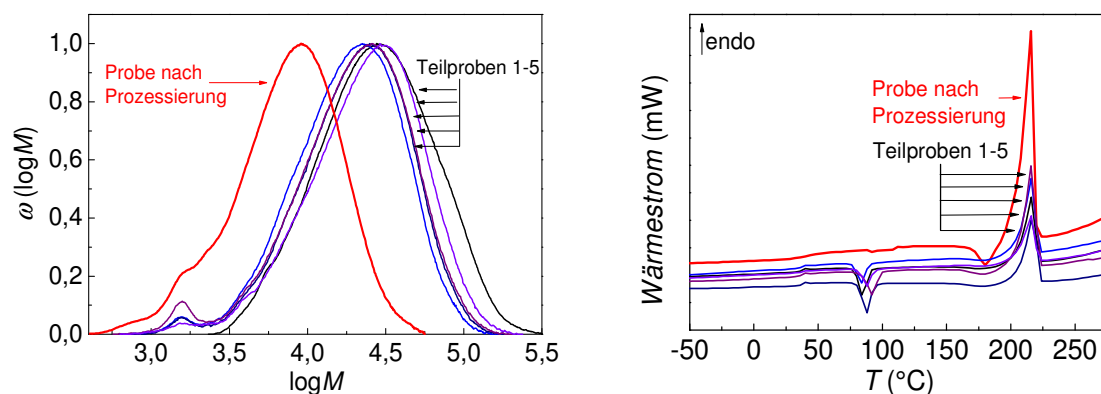 1,0
0,8
0,6
0,4
0,2
0,0
ω (logM)
Probe nach
Prozessierung
Teilproben 1-5
3,0 3,5 4,0 4,5 5,0 5,5
logM
endo
Wärmestrom (mW)
Probe nach
Prozessierung
Teilproben 1-5
-50 0 50 100 150 200 250
T (°C)